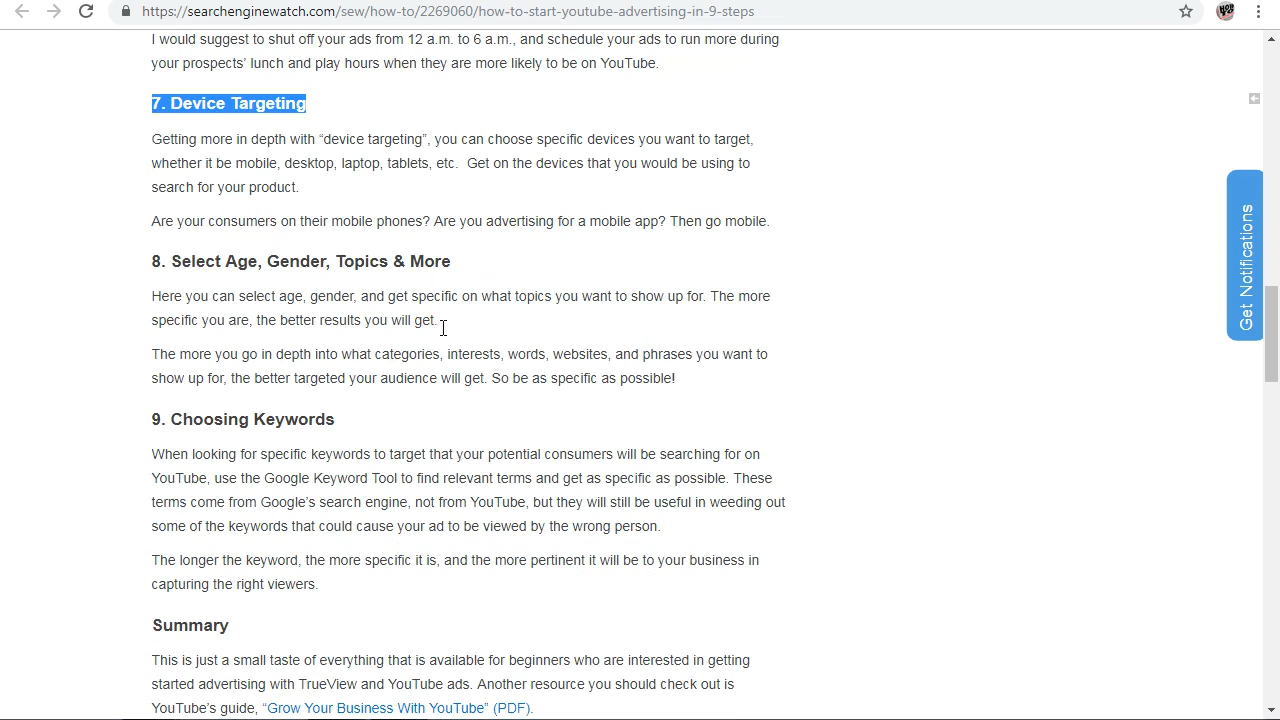 https://searchenginewatch.com/sew/how-to/2269060/how-to-start-youtube-advertising-in-9-steps
I would suggest to shut off your ads from 12 a.m. to 6 a.m., and schedule your ads to run more during
your prospects’ lunch and play hours when they are more likely to be on YouTube.
7. Device Targeting
Getting more in depth with “device targeting”, you can choose specific devices you want to target,
whether it be mobile, desktop, laptop, tablets, etc.  Get on the devices that you would be using to
search for your product.
Are your consumers on their mobile phones? Are you advertising for a mobile app? Then go mobile.
8. Select Age, Gender, Topics & More
Here you can select age, gender, and get specific on what topics you want to show up for. The more
specific you are, the better results you will get.
The more you go in depth into what categories, interests, words, websites, and phrases you want to
show up for, the better targeted your audience will get. So be as specific as possible!
9. Choosing Keywords
When looking for specific keywords to target that your potential consumers will be searching for on
YouTube, use the Google Keyword Tool to find relevant terms and get as specific as possible. These
terms come from Google’s search engine, not from YouTube, but they will still be useful in weeding out
some of the keywords that could cause your ad to be viewed by the wrong person.
The longer the keyword, the more specific it is, and the more pertinent it will be to your business in
capturing the right viewers.
Summary
This is just a small taste of everything that is available for beginners who are interested in getting
started advertising with TrueView and YouTube ads. Another resource you should check out is
YouTube’s guide, “Grow Your Business With YouTube” (PDF).
Get Notifications